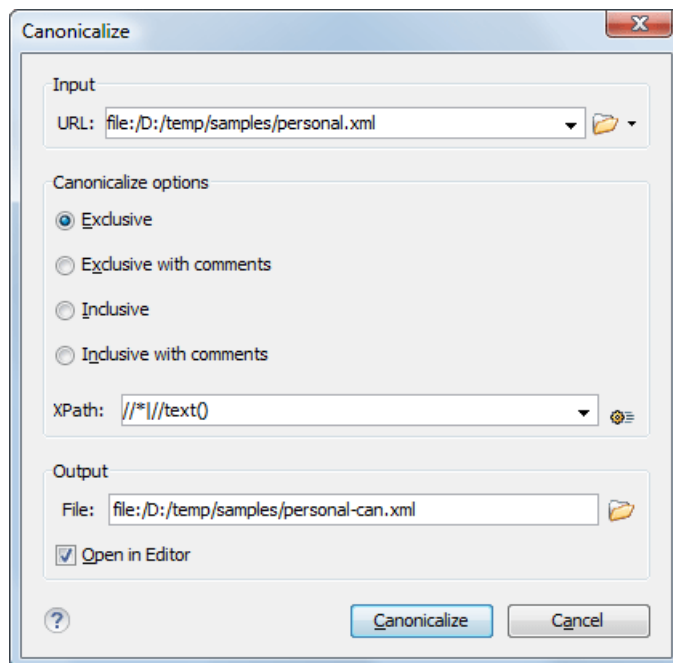 Canonicalize
Input
URL: file:/D:/temp/samples/personal.xml
Canonicalize options
Exclusive
Exclusive with comments
Inclusive
Inclusive with comments
XPath: //*|//text()
Output
File: file:/D:/temp/samples/personal-can.xml
Open in Editor
? Canonicalize Cancel